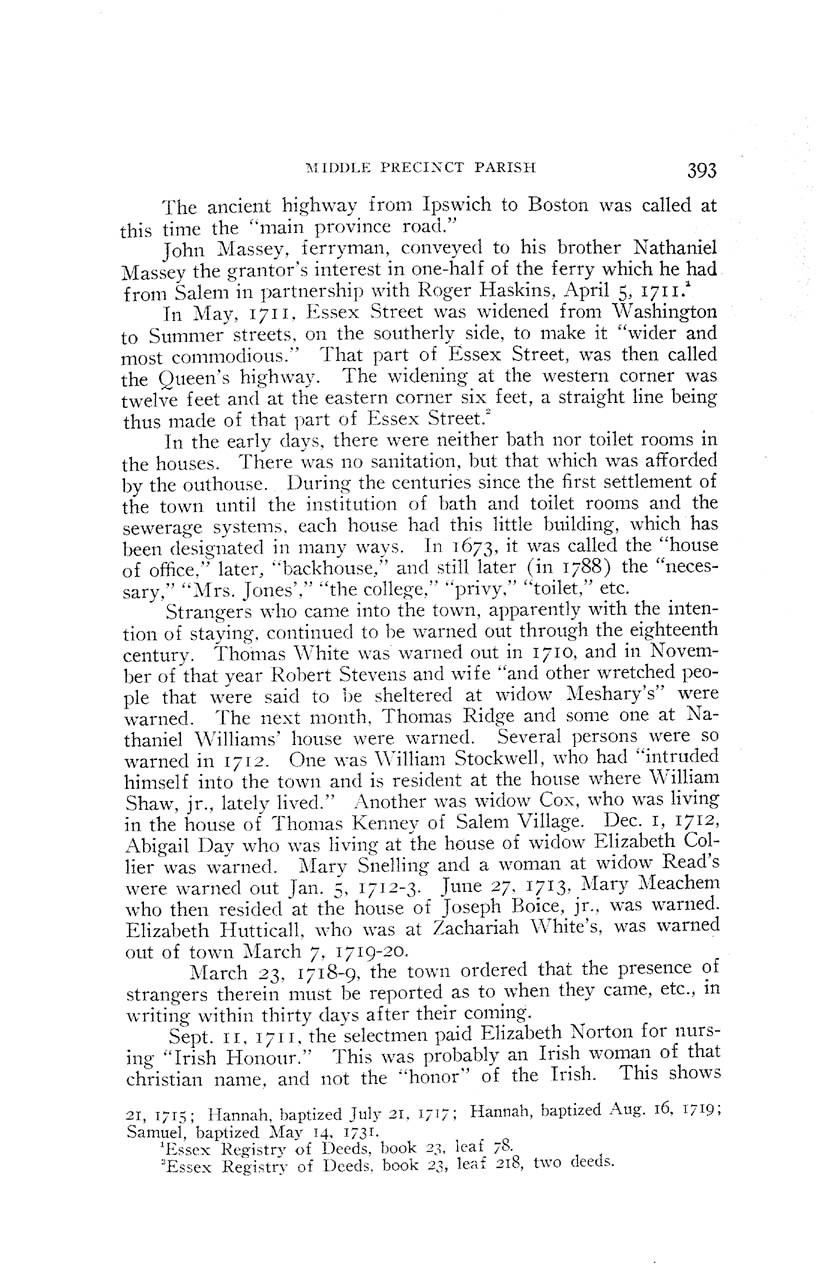 MIDDLE PRECINCT PARISH 393
The ancient highway from Ipswich to Boston was called at
this time the “main province road.”
John Massey, ferryman, conveyed to his brother Nathaniel
Massey the grantor’s interest in one-half of the ferry which he had
from Salem in partnership with Roger Haskins, April 5, 1711.¹
In May, 1711, Essex Street was widened from Washington
to Summer streets, on the southerly side, to make it “wider and
most commodious.” That part of Essex Street, was then called
the Queen’s highway. The widening at the western corner was
twelve feet and at the eastern corner six feet, a straight line being
thus made of that part of Essex Street.²
In the early days, there were neither bath nor toilet rooms in
the houses. There was no sanitation, but that which was afforded
by the outhouse. During the centuries since the first settlement of
the town until the institution of bath and toilet rooms and the
sewerage systems, each house had this little building, which has
been designated in many ways. In 1673, it was called the “house
of office,” later, “backhouse,” and still later (in 1788) the “neces-
sary,” “Mrs. Jones’,” “the college,” “privy,” “toilet,” etc.
Strangers who came into the town, apparently with the inten-
tion of staying, continued to be warned out through the eighteenth
century. Thomas White was warned out in 1710, and in Novem-
ber of that year Robert Stevens and wife “and other wretched peo-
ple that were said to be sheltered at widow Meshary’s” were
warned. The next month, Thomas Ridge and some one at Na-
thaniel Williams’ house were warned. Several persons were so
warned in 1712. One was William Stockwell, who had “intruded
himself into the town and is resident at the house where William
Shaw, jr., lately lived.” Another was widow Cox, who was living
in the house of Thomas Kenney of Salem Village. Dec. 1, 1712,
Abigail Day who was living at the house of widow Elizabeth Col-
lier was warned. Mary Snelling and a woman at widow Read’s
were warned out Jan. 5, 1712-3. June 27, 1713, Mary Meachem
who then resided at the house of Joseph Boice, jr., was warned.
Elizabeth Hutticall, who was at Zachariah White’s, was warned
out of town March 7, 1719-20.
March 23, 1718-9, the town ordered that the presence of
strangers therein must be reported as to when they came, etc., in
writing within thirty days after their coming.
Sept. 11, 1711, the selectmen paid Elizabeth Norton for nurs-
ing “Irish Honour.” This was probably an Irish woman of that
christian name, and not the “honor” of the Irish. This shows
21, 1715; Hannah, baptized July 21, 1717; Hannah, baptized Aug. 16, 1719;
Samuel, baptized May 14, 1731.
¹Essex Registry of Deeds, book 23, leaf 78.
²Essex Registry of Deeds, book 23, leaf 218, two deeds.